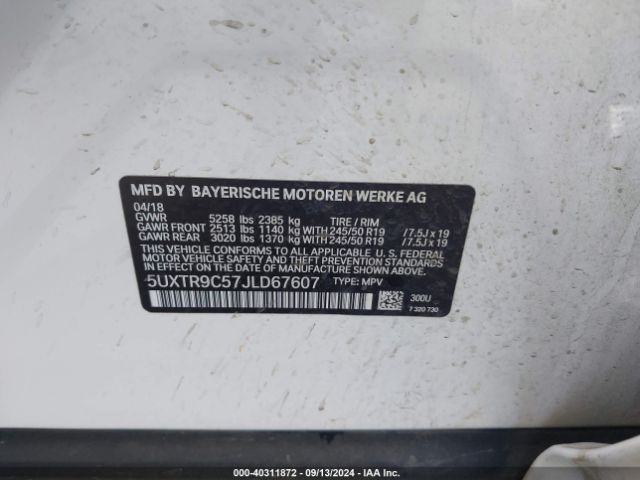 MFD BY BAYERISCHE MOTOREN WERKE AG
04/18
GVWR 5258 lbs 2385 kg TIRE / RIM
GAWR FRONT 2513 lbs 1140 kg WITH 245/50 R19 /7.5J x 19
GAWR REAR 3020 lbs 1370 kg WITH 245/50 R19 /7.5J x 19
THIS VEHICLE CONFORMS TO ALL APPLICABLE U. S. FEDERAL
MOTOR VEHICLE SAFETY, BUMPER, AND THEFT PREVENTION
STANDARDS IN EFFECT ON THE DATE OF MANUFACTURE SHOWN ABOVE.
5UXTR9C57JLD67607 TYPE: MPV
300U
7 320 730
000-40311872 - 09/13/2024 - IAAI.COM